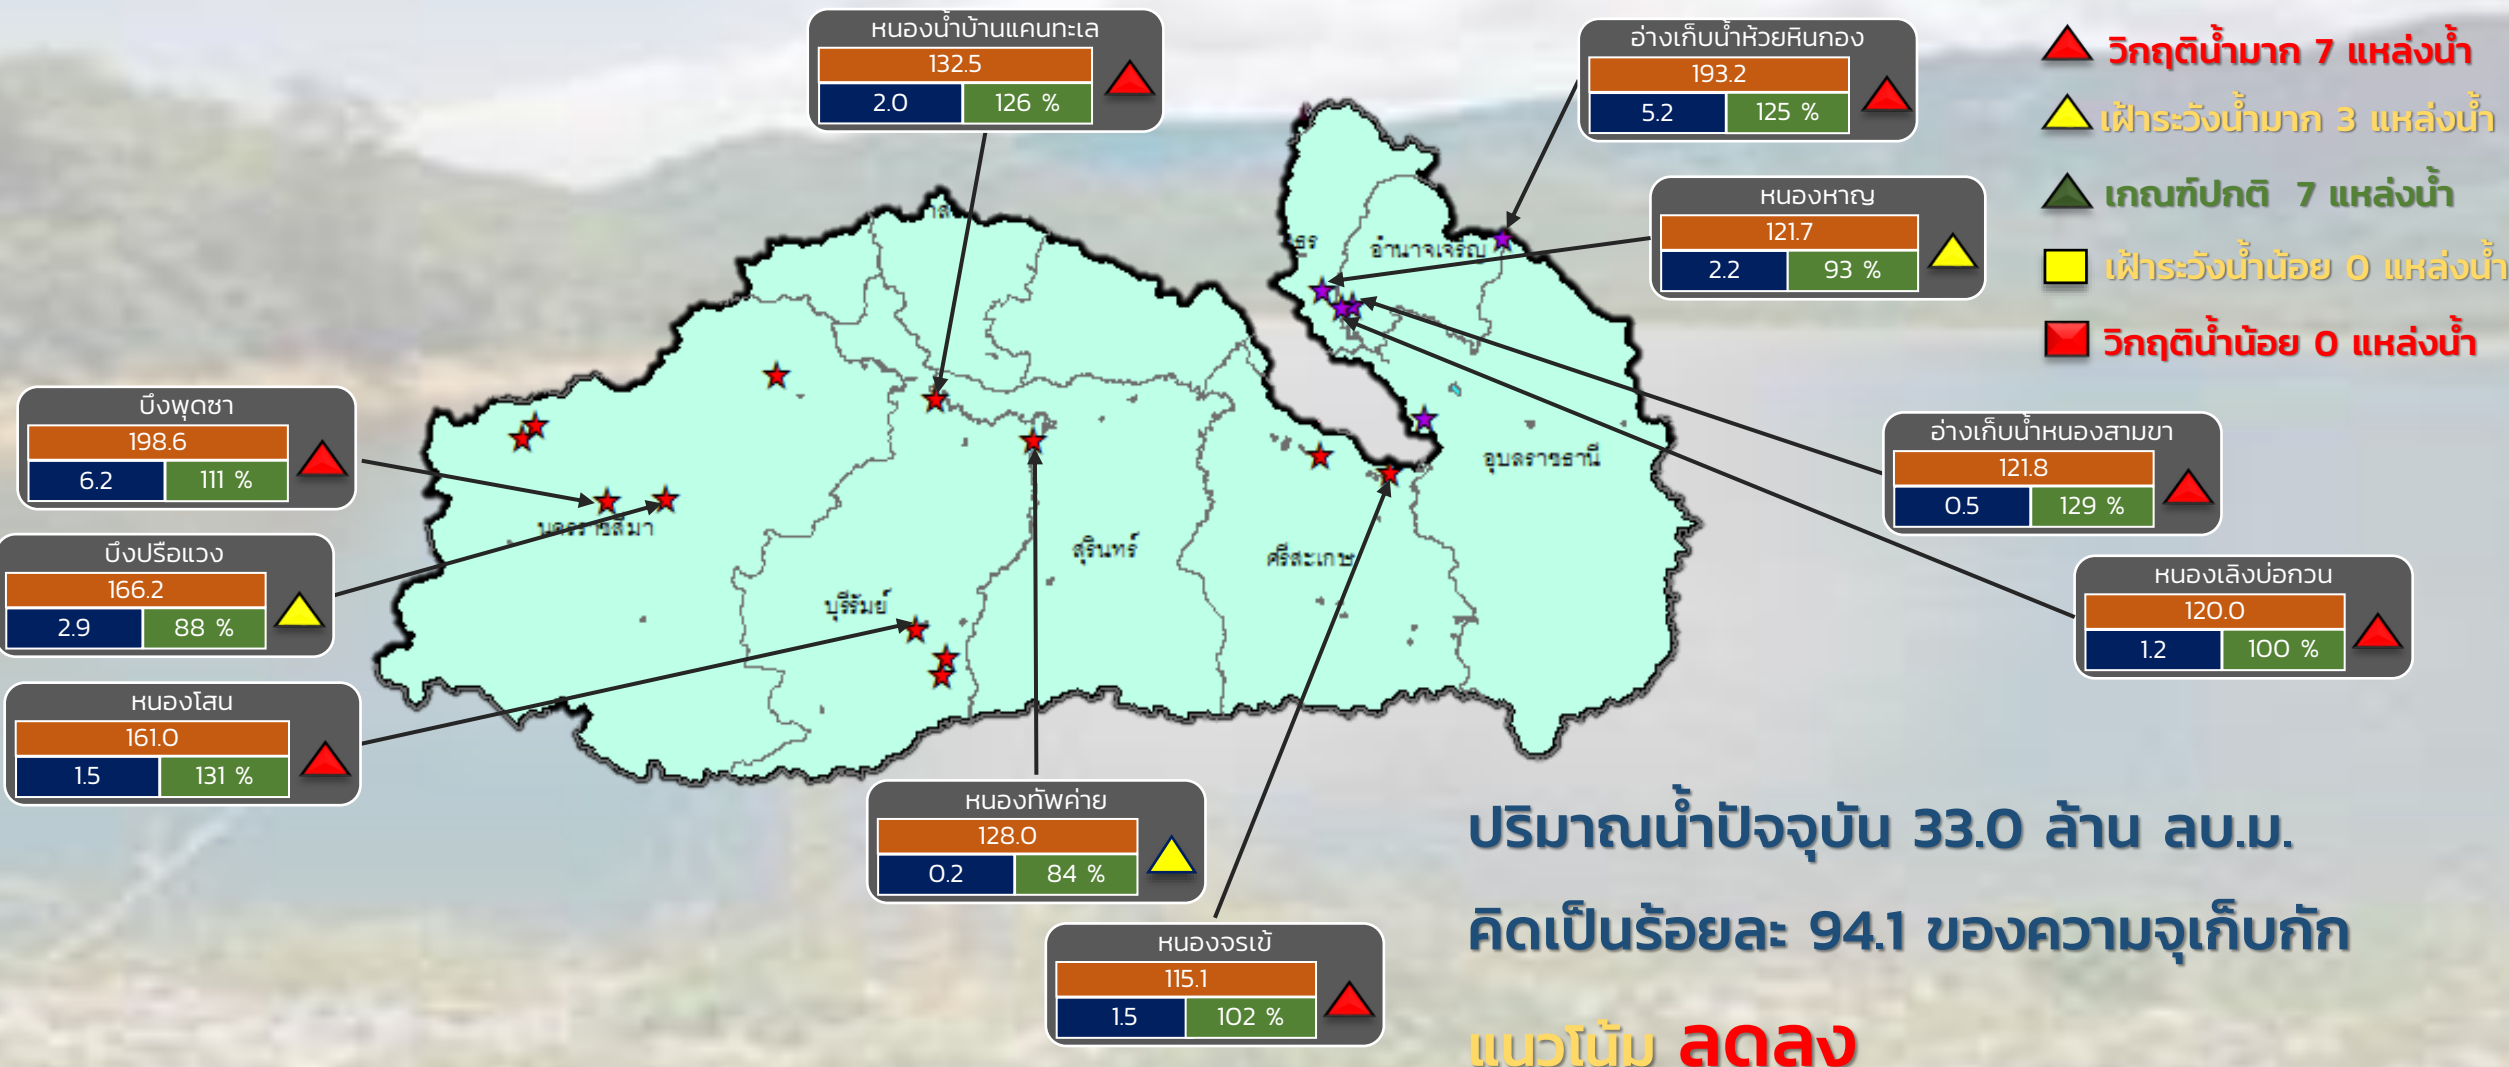 หนองน้ำบ้านแคนทะเล
132.5
2.0 126 %
อ่างเก็บน้ำห้วยหินกอง
193.2
5.2 125 %
หนองหาญ
121.7
2.2 93 %
วิกฤติน้ำมาก 7 แหล่งน้ำ
เฝ้าระวังน้ำมาก 3 แหล่งน้ำ
เกณฑ์ปกติ 7 แหล่งน้ำ
เฝ้าระวังน้ำน้อย 0 แหล่งน้ำ
วิกฤติน้ำน้อย 0 แหล่งน้ำ
บึงพุดซา
198.6
6.2 111 %
บึงปรือแวง
166.2
2.9 88 %
หนองโสน
161.0
1.5 131 %
อำนาจเจริญ
นครราชสีมา
บุรีรัมย์
สุรินทร์
ศรีสะเกษ
อุบลราชธานี
อ่างเก็บน้ำหนองสามขา
121.8
0.5 129 %
หนองเลิงบ่อกวน
120.0
1.2 100 %
หนองทัพค่าย
128.0
0.2 84 %
หนองจรเข้
115.1
1.5 102 %
ปริมาณน้ำปัจจุบัน 33.0 ล้าน ลบ.ม.
คิดเป็นร้อยละ 94.1 ของความจุเก็บกัก
แนวโน้ม ลดลง